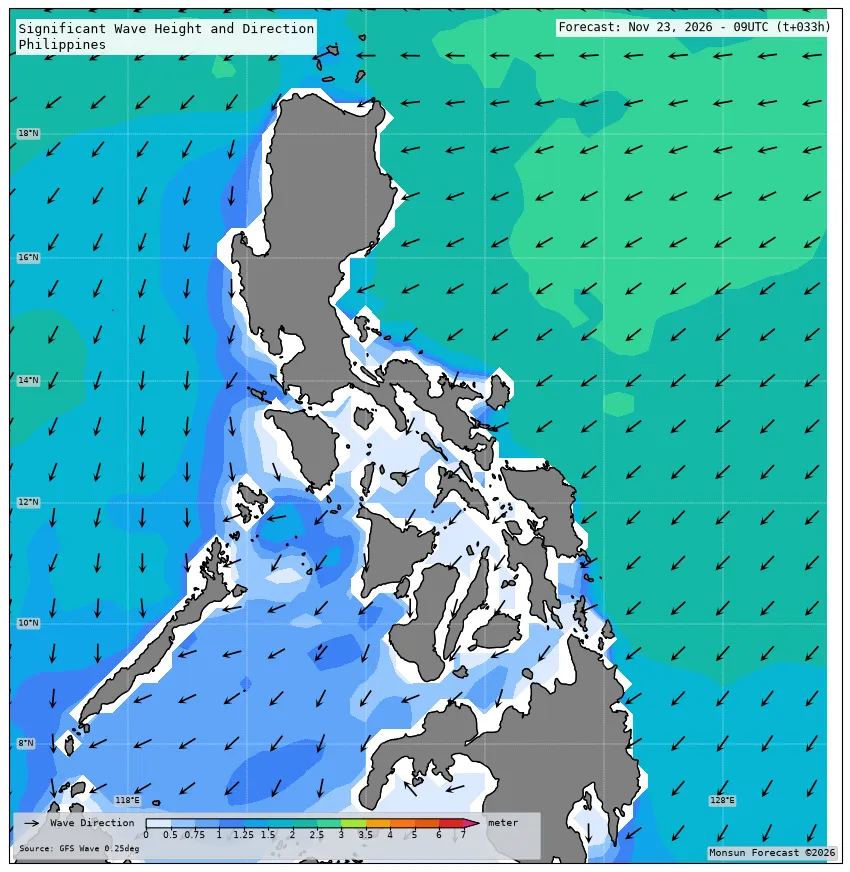 Significant Wave Height and Direction
Philippines
Forecast: Nov 23, 2026 - 09UTC (t+033h)
18°N
16°N
14°N
12°N
10°N
8°N
118°E
128°E
Wave Direction
meter
0 0.5 0.75 1 1.25 1.5 2 2.5 3 3.5 4 5 6 7
Source: GFS Wave 0.25deg
Monsun Forecast ©2026